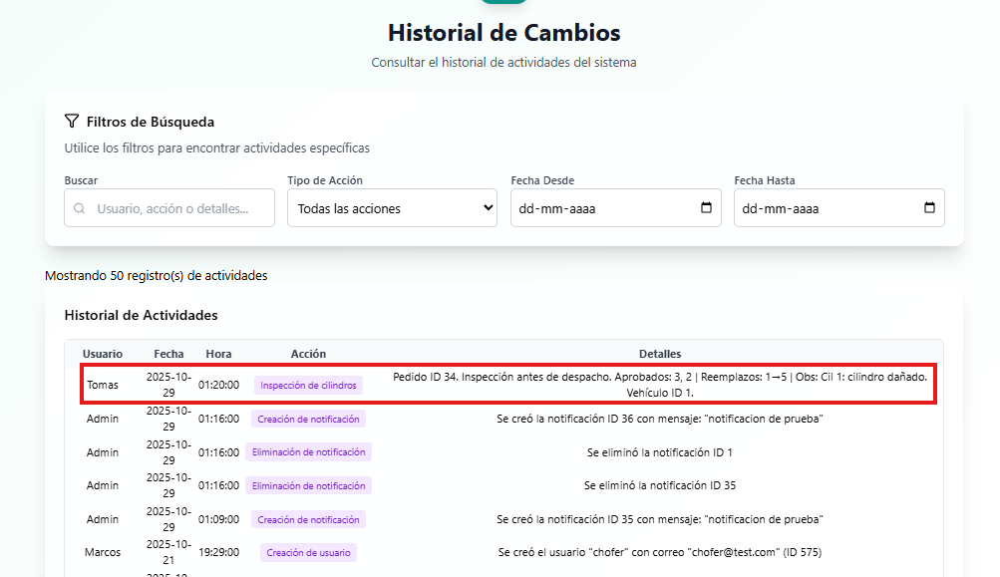 Historial de Cambios
Consultar el historial de actividades del sistema
Filtros de Búsqueda
Utilice los filtros para encontrar actividades específicas
Buscar Tipo de Acción Fecha Desde Fecha Hasta
Usuario, acción o detalles... Todas las acciones dd-mm-aaaa dd-mm-aaaa
Mostrando 50 registro(s) de actividades
Historial de Actividades
Usuario Fecha Hora Acción Detalles
Tomas 2025-10-29 01:20:00 Inspección de cilindros Pedido ID 34. Inspección antes de despacho. Aprobados: 3, 2 | Reemplazos: 1→5 | Obs: Cil 1: cilindro dañado.
Vehículo ID 1.
Admin 2025-10-29 01:16:00 Creación de notificación Se creó la notificación ID 36 con mensaje: "notificacion de prueba"
Admin 2025-10-29 01:16:00 Eliminación de notificación Se eliminó la notificación ID 1
Admin 2025-10-29 01:16:00 Eliminación de notificación Se eliminó la notificación ID 35
Admin 2025-10-29 01:09:00 Creación de notificación Se creó la notificación ID 35 con mensaje: "notificacion de prueba"
Marcos 2025-10-21 19:29:00 Creación de usuario Se creó el usuario "chofer" con correo "chofer@test.com" (ID 575)